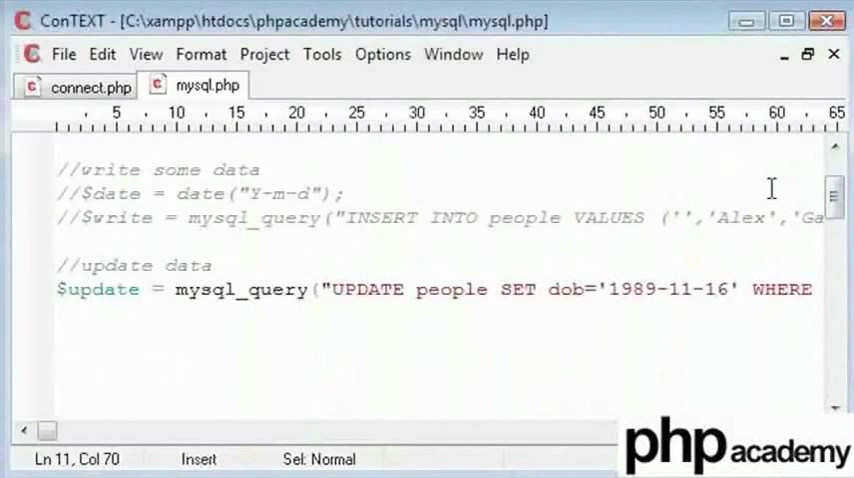 ConTEXT - [C:\xampp\htdocs\phpacademy\tutorials\mysql\mysql.php]
File Edit View Format Project Tools Options Window Help
connect.php mysql.php
5 10 15 20 25 30 35 40 45 50 55 60 65
//write some data
//$date = date("Y-m-d");
//$write = mysql_query("INSERT INTO people VALUES ('','Alex','Ga
//update data
$update = mysql_query("UPDATE people SET dob='1989-11-16' WHERE
Ln 11, Col 70 Insert Sel: Normal
php academy